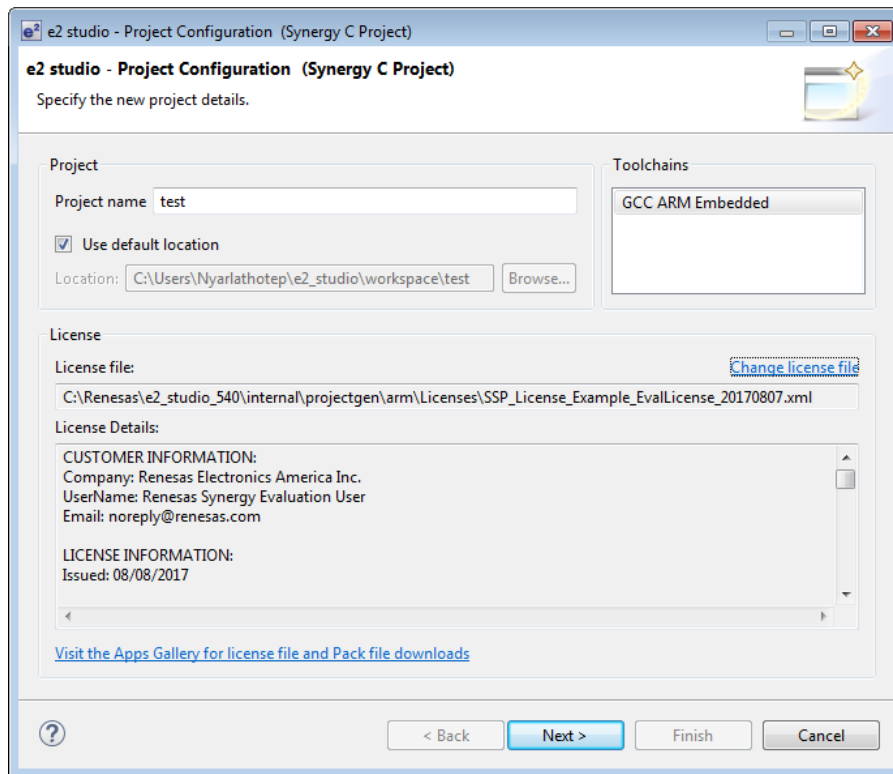 e² e2 studio - Project Configuration (Synergy C Project)
e2 studio - Project Configuration (Synergy C Project)
Specify the new project details.
Project
Project name test
Use default location
Location: C:\Users\Nyarlathotep\e2_studio\workspace\test Browse...
Toolchains
GCC ARM Embedded
License
License file: Change license file
C:\Renesas\e2_studio_540\internal\projectgen\arm\Licenses\SSP_License_Example_EvalLicense_20170807.xml
License Details:
CUSTOMER INFORMATION:
Company: Renesas Electronics America Inc.
UserName: Renesas Synergy Evaluation User
Email: noreply@renesas.com
LICENSE INFORMATION:
Issued: 08/08/2017
Visit the Apps Gallery for license file and Pack file downloads
? < Back Next > Finish Cancel